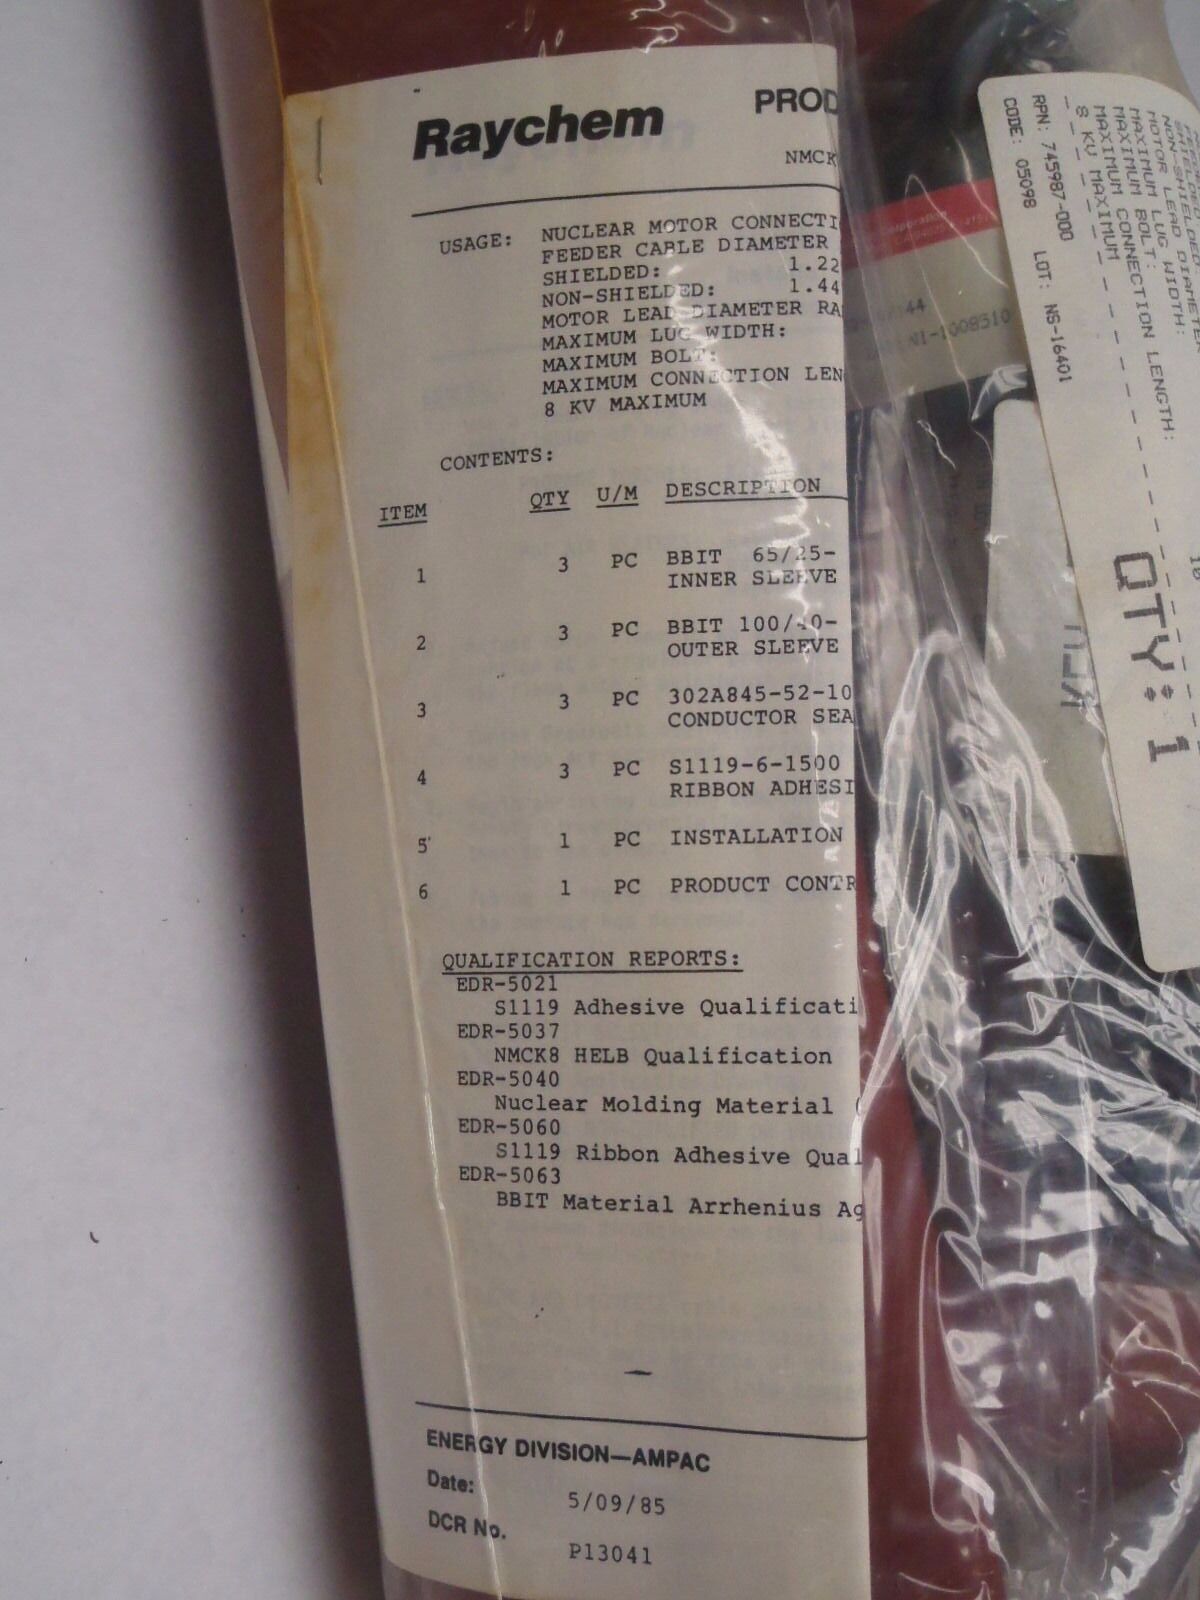 Raychem
PROD
NMCK
USAGE: NUCLEAR MOTOR CONNECTI
FEEDER CABLE DIAMETER
SHIELDED: 1.22
NON-SHIELDED: 1.44
MOTOR LEAD DIAMETER RA
MAXIMUM LUG WIDTH:
MAXIMUM BOLT:
MAXIMUM CONNECTION LEN
8 KV MAXIMUM
CONTENTS:
ITEM QTY U/M DESCRIPTION
1 3 PC BBIT 65/25-
INNER SLEEVE
2 3 PC BBIT 100/40-
OUTER SLEEVE
3 3 PC 302A845-52-10
CONDUCTOR SEA
4 3 PC S1119-6-1500
RIBBON ADHESI
5 1 PC INSTALLATION
6 1 PC PRODUCT CONTR
QUALIFICATION REPORTS:
EDR-5021
S1119 Adhesive Qualificati
EDR-5037
NMCK8 HELB Qualification
EDR-5040
Nuclear Molding Material (
EDR-5060
S1119 Ribbon Adhesive Qual
EDR-5063
BBIT Material Arrhenius Ag
ENERGY DIVISION—AMPAC
Date: 5/09/85
DCR No. P13041
Corporation
44
NON-SHIELDED:
MOTOR LEAD DIAMETER
MAXIMUM LUG WIDTH:
MAXIMUM BOLT:
MAXIMUM CONNECTION LENGTH:
8 KV MAXIMUM
- - - - - - - - - - - - - - - -
RPN: 745987-000 LOT: NS-16401
CODE: 05098
QTY: 1